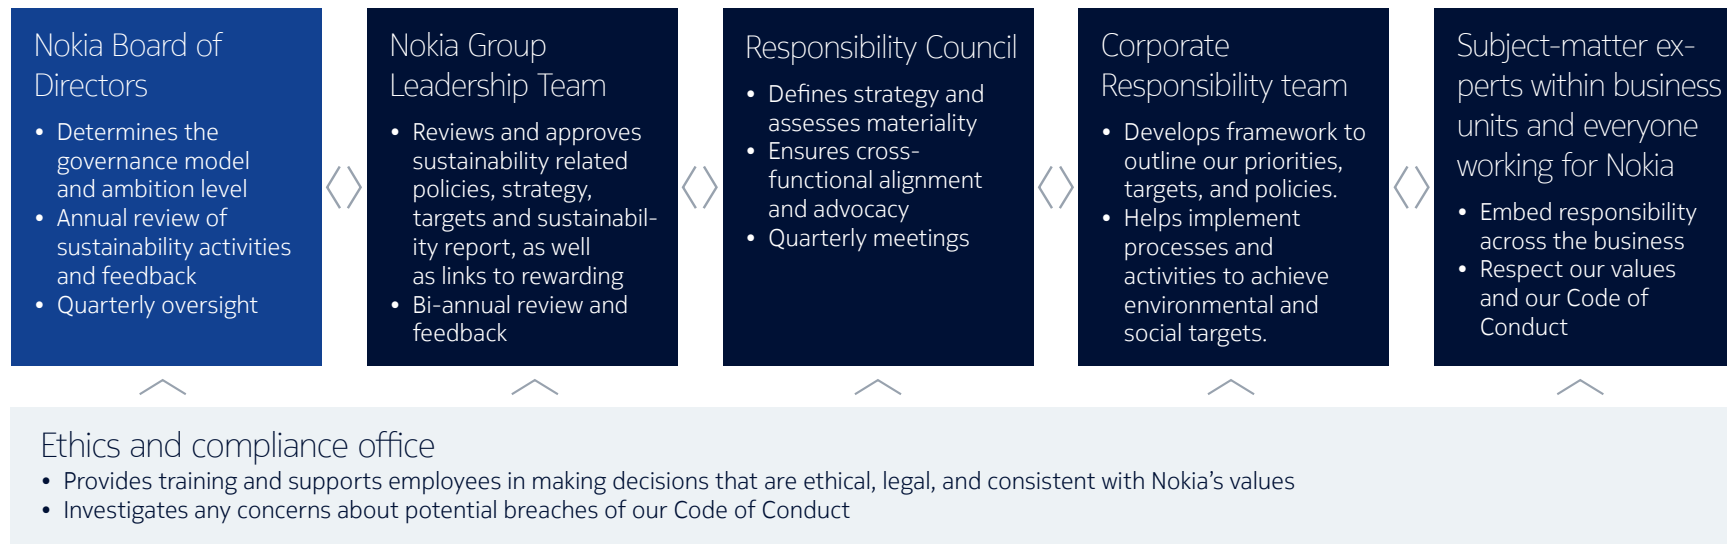 Nokia Board of
Directors
• Determines the
governance model
and ambition level
• Annual review of
sustainability activities
and feedback
• Quarterly oversight
Nokia Group
Leadership Team
• Reviews and approves
sustainability related
policies, strategy,
targets and sustainabil-
ity report, as well
as links to rewarding
• Bi-annual review and
feedback
Responsibility Council
• Defines strategy and
assesses materiality
• Ensures cross-
functional alignment
and advocacy
• Quarterly meetings
Corporate
Responsibility team
• Develops framework to
outline our priorities,
targets, and policies.
• Helps implement
processes and
activities to achieve
environmental and
social targets.
Subject-matter ex-
perts within business
units and everyone
working for Nokia
• Embed responsibility
across the business
• Respect our values
and our Code of
Conduct
Ethics and compliance office
• Provides training and supports employees in making decisions that are ethical, legal, and consistent with Nokia’s values
• Investigates any concerns about potential breaches of our Code of Conduct